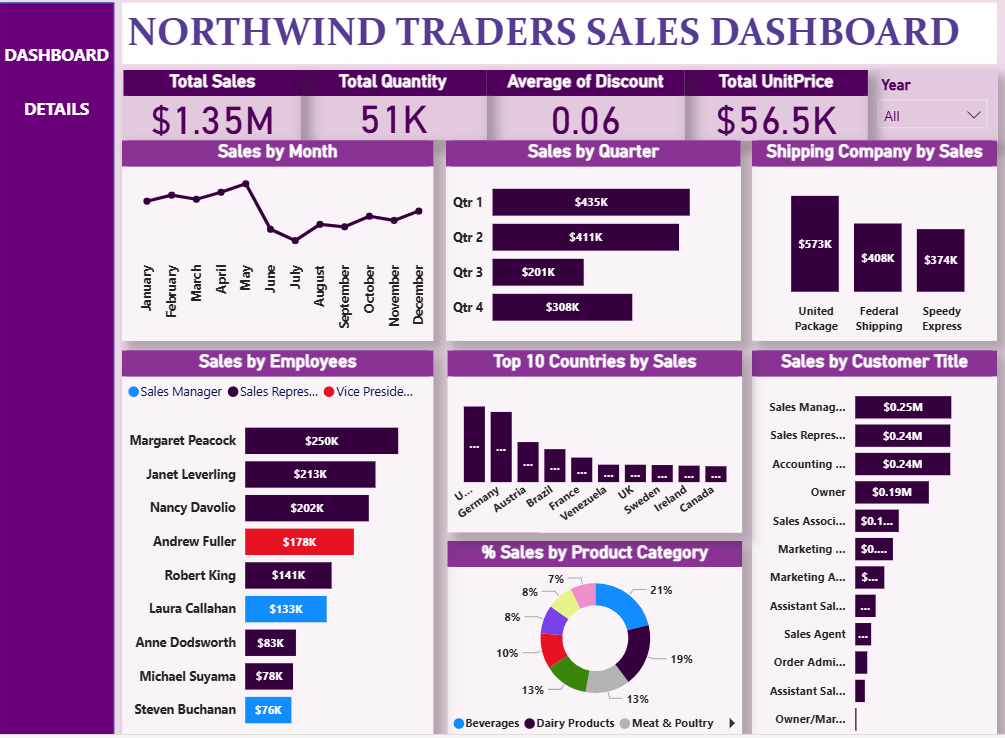 DASHBOARD
DETAILS
NORTHWIND TRADERS SALES DASHBOARD
Total Sales
$1.35M
Total Quantity
51K
Average of Discount
0.06
Total UnitPrice
$56.5K
Year
All
Sales by Month
January
February
March
April
May
June
July
August
September
October
November
December
Sales by Quarter
Qtr 1 $435K
Qtr 2 $411K
Qtr 3 $201K
Qtr 4 $308K
Shipping Company by Sales
$573K
$408K
$374K
United Package
Federal Shipping
Speedy Express
Sales by Employees
Sales Manager Sales Repres... Vice Preside...
Margaret Peacock $250K
Janet Leverling $213K
Nancy Davolio $202K
Andrew Fuller $178K
Robert King $141K
Laura Callahan $133K
Anne Dodsworth $83K
Michael Suyama $78K
Steven Buchanan $76K
Top 10 Countries by Sales
... ... ... ... ... ... ... ... ... ...
U...
Germany
Austria
Brazil
France
Venezuela
UK
Sweden
Ireland
Canada
% Sales by Product Category
21%
19%
13%
13%
10%
8%
8%
7%
Beverages Dairy Products Meat & Poultry
Sales by Customer Title
Sales Manag... $0.25M
Sales Repres... $0.24M
Accounting ... $0.24M
Owner $0.19M
Sales Associ... $0.1...
Marketing ... $0....
Marketing A... $...
Assistant Sal... ...
Sales Agent ...
Order Admi...
Assistant Sal...
Owner/Mar...